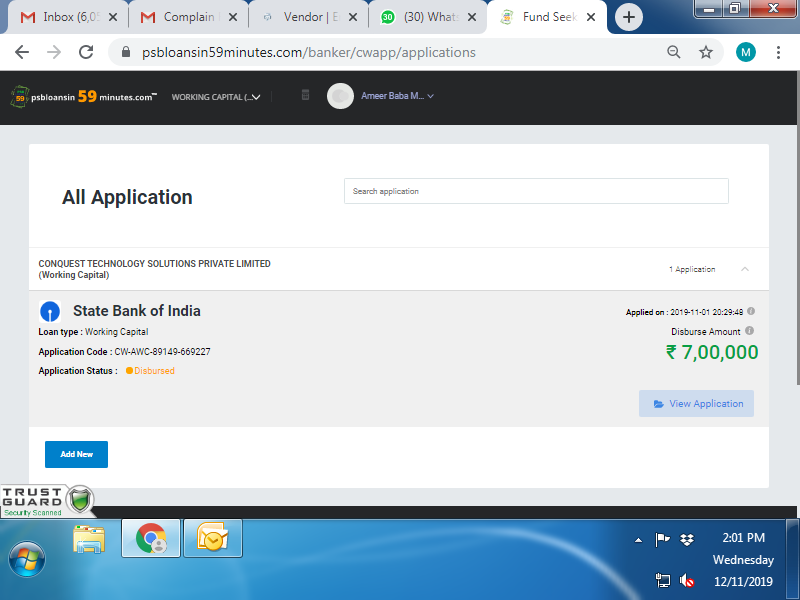 Inbox (6,05
Complain
Vendor | E
30
(30) Whats
Fund Seek
psbloansin59minutes.com/banker/cwapp/applications
M
psbloansin 59 minutes.com™
WORKING CAPITAL (...
Ameer Baba M...
All Application
Search application
CONQUEST TECHNOLOGY SOLUTIONS PRIVATE LIMITED
(Working Capital)
1 Application
State Bank of India
Applied on : 2019-11-01 20:29:48
Loan type : Working Capital
Disburse Amount
Application Code : CW-AWC-89149-669227
₹ 7,00,000
Application Status : Disbursed
View Application
Add New
TRUST
GUARD
Security Scanned
2:01 PM
Wednesday
12/11/2019